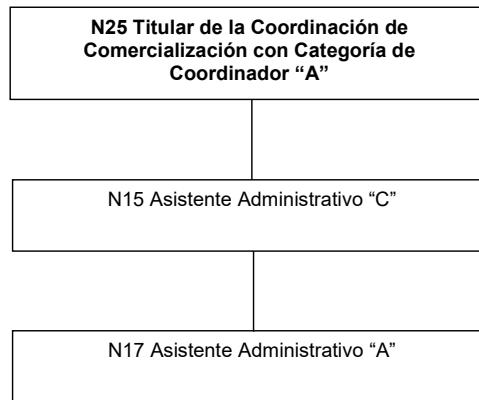 N25 Titular de la Coordinación de
Comercialización con Categoría de
Coordinador “A”
N15 Asistente Administrativo “C”
N17 Asistente Administrativo “A”